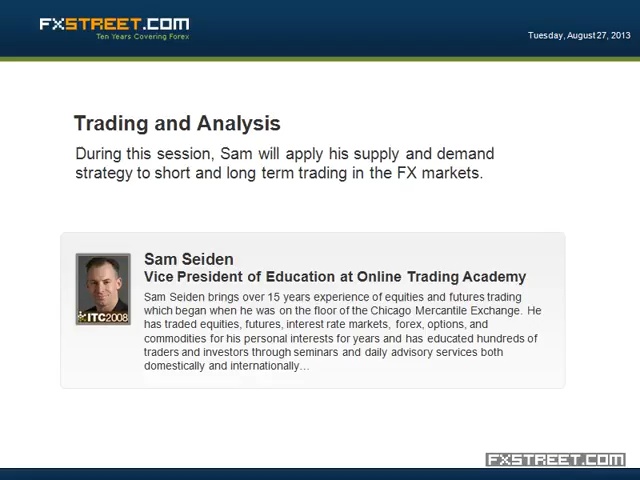 FXSTREET.COM
Ten Years Covering Forex
Tuesday, August 27, 2013
Trading and Analysis
During this session, Sam will apply his supply and demand
strategy to short and long term trading in the FX markets.
Sam Seiden
Vice President of Education at Online Trading Academy
Sam Seiden brings over 15 years experience of equities and futures trading
which began when he was on the floor of the Chicago Mercantile Exchange. He
has traded equities, futures, interest rate markets, forex, options, and
commodities for his personal interests for years and has educated hundreds of
traders and investors through seminars and daily advisory services both
domestically and internationally…
ITC2008
FXSTREET.COM